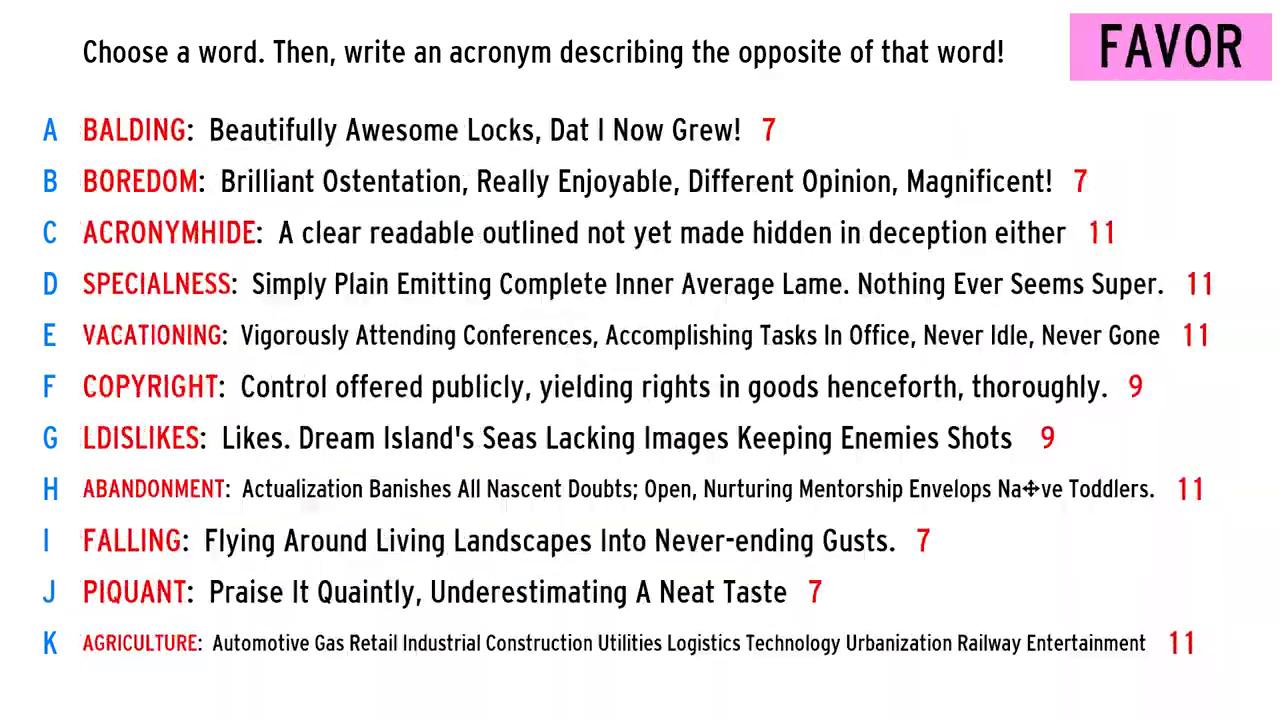 Choose a word. Then, write an acronym describing the opposite of that word!
FAVOR
A BALDING: Beautifully Awesome Locks, Dat I Now Grew! 7
B BOREDOM: Brilliant Ostentation, Really Enjoyable, Different Opinion, Magnificent! 7
C ACRONYMHIDE: A clear readable outlined not yet made hidden in deception either 11
D SPECIALNESS: Simply Plain Emitting Complete Inner Average Lame. Nothing Ever Seems Super. 11
E VACATIONING: Vigorously Attending Conferences, Accomplishing Tasks In Office, Never Idle, Never Gone 11
F COPYRIGHT: Control offered publicly, yielding rights in goods henceforth, thoroughly. 9
G LDISLIKES: Likes. Dream Island's Seas Lacking Images Keeping Enemies Shots 9
H ABANDONMENT: Actualization Banishes All Nascent Doubts; Open, Nurturing Mentorship Envelops Na✣ve Toddlers. 11
I FALLING: Flying Around Living Landscapes Into Never-ending Gusts. 7
J PIQUANT: Praise It Quaintly, Underestimating A Neat Taste 7
K AGRICULTURE: Automotive Gas Retail Industrial Construction Utilities Logistics Technology Urbanization Railway Entertainment 11